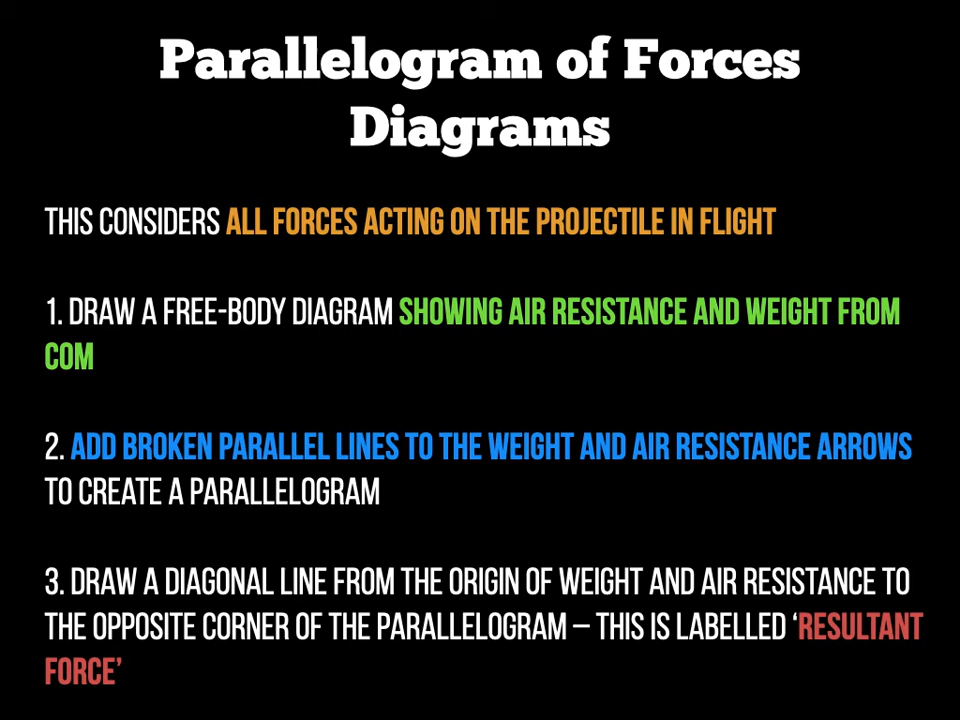 Parallelogram of Forces
Diagrams
THIS CONSIDERS ALL FORCES ACTING ON THE PROJECTILE IN FLIGHT
1. DRAW A FREE-BODY DIAGRAM SHOWING AIR RESISTANCE AND WEIGHT FROM
COM
2. ADD BROKEN PARALLEL LINES TO THE WEIGHT AND AIR RESISTANCE ARROWS
TO CREATE A PARALLELOGRAM
3. DRAW A DIAGONAL LINE FROM THE ORIGIN OF WEIGHT AND AIR RESISTANCE TO
THE OPPOSITE CORNER OF THE PARALLELOGRAM – THIS IS LABELLED ‘RESULTANT
FORCE’